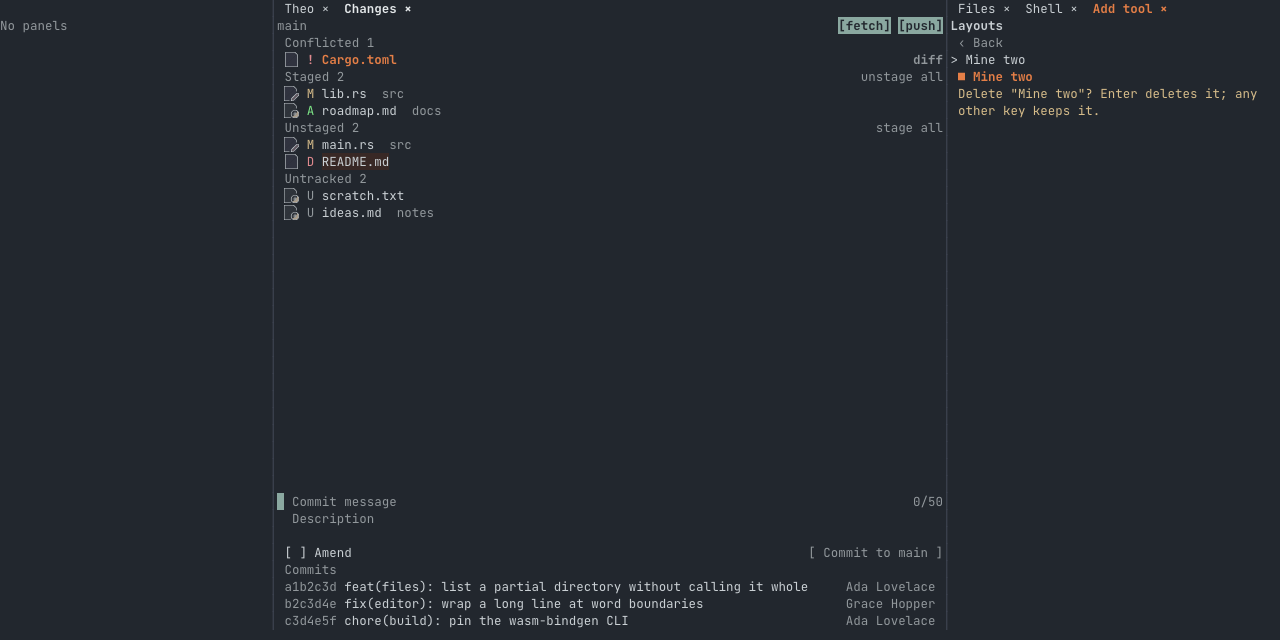 No panels
Theo × Changes ×
main [fetch] [push]
Conflicted 1
! Cargo.toml diff
Staged 2 unstage all
M lib.rs src
A roadmap.md docs
Unstaged 2 stage all
M main.rs src
D README.md
Untracked 2
U scratch.txt
U ideas.md notes
Commit message 0/50
Description
[ ] Amend [ Commit to main ]
Commits
a1b2c3d feat(files): list a partial directory without calling it whole Ada Lovelace
b2c3d4e fix(editor): wrap a long line at word boundaries Grace Hopper
c3d4e5f chore(build): pin the wasm-bindgen CLI Ada Lovelace
Files × Shell × Add tool ×
Layouts
‹ Back
> Mine two
■ Mine two
Delete "Mine two"? Enter deletes it; any
other key keeps it.